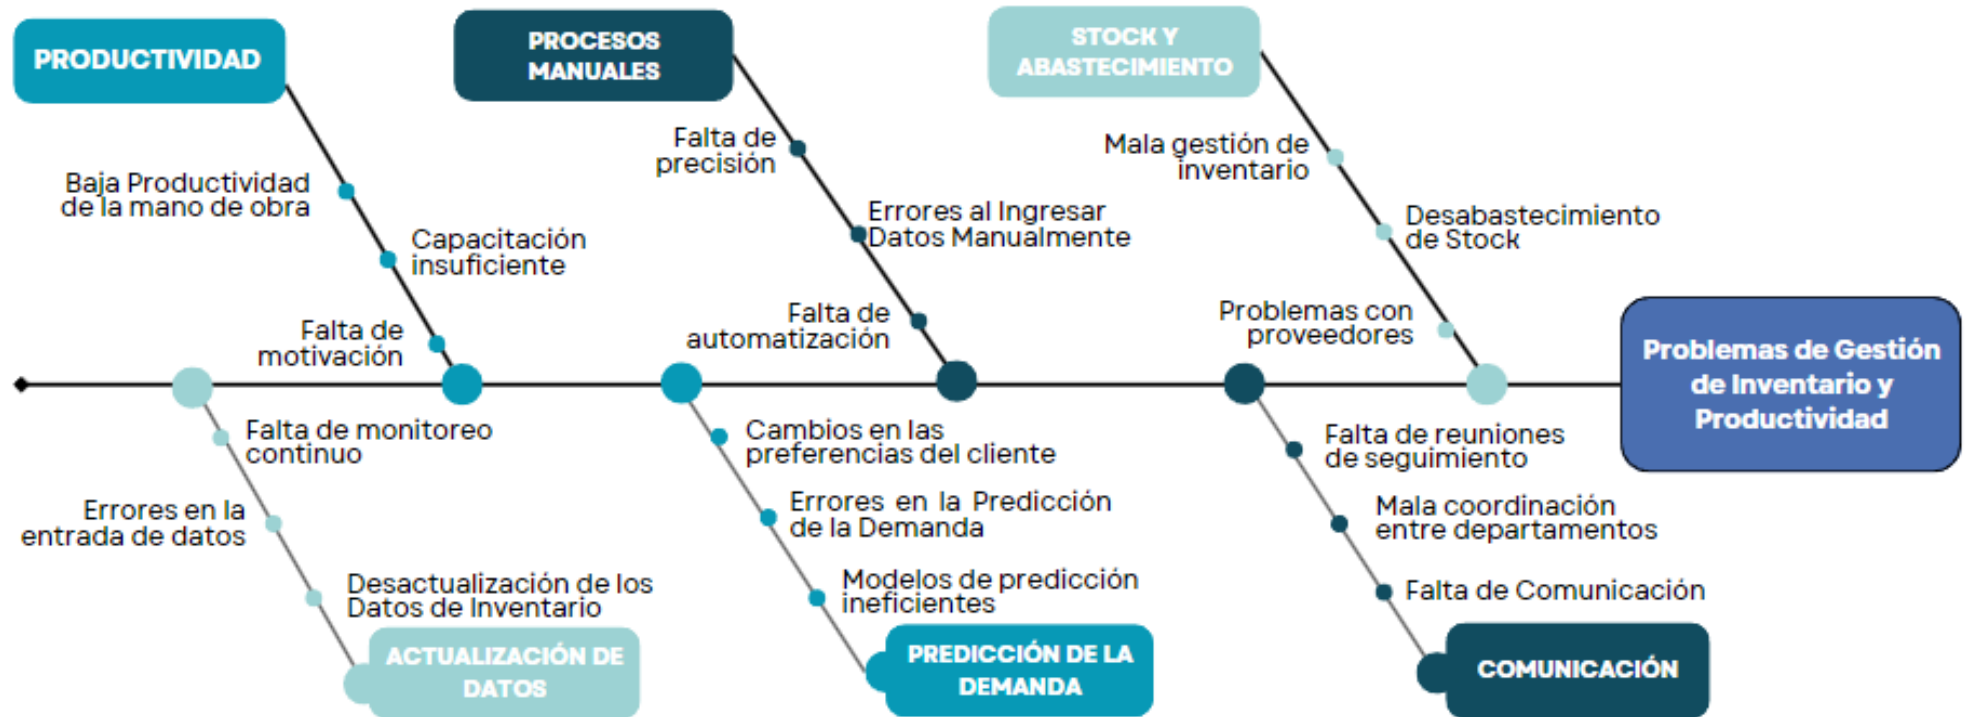 PRODUCTIVIDAD
PROCESOS
MANUALES
STOCK Y
ABASTECIMIENTO
Baja Productividad
de la mano de obra
Capacitación
insuficiente
Falta de
motivación
Falta de
precisión
Errores al Ingresar
Datos Manualmente
Falta de
automatización
Mala gestión de
inventario
Desabastecimiento
de Stock
Problemas con
proveedores
Problemas de Gestión
de Inventario y
Productividad
Falta de monitoreo
continuo
Errores en la
entrada de datos
Desactualización de los
Datos de Inventario
ACTUALIZACIÓN DE
DATOS
Cambios en las
preferencias del cliente
Errores en la Predicción
de la Demanda
Modelos de predicción
ineficientes
PREDICCIÓN DE LA
DEMANDA
Falta de reuniones
de seguimiento
Mala coordinación
entre departamentos
Falta de Comunicación
COMUNICACIÓN